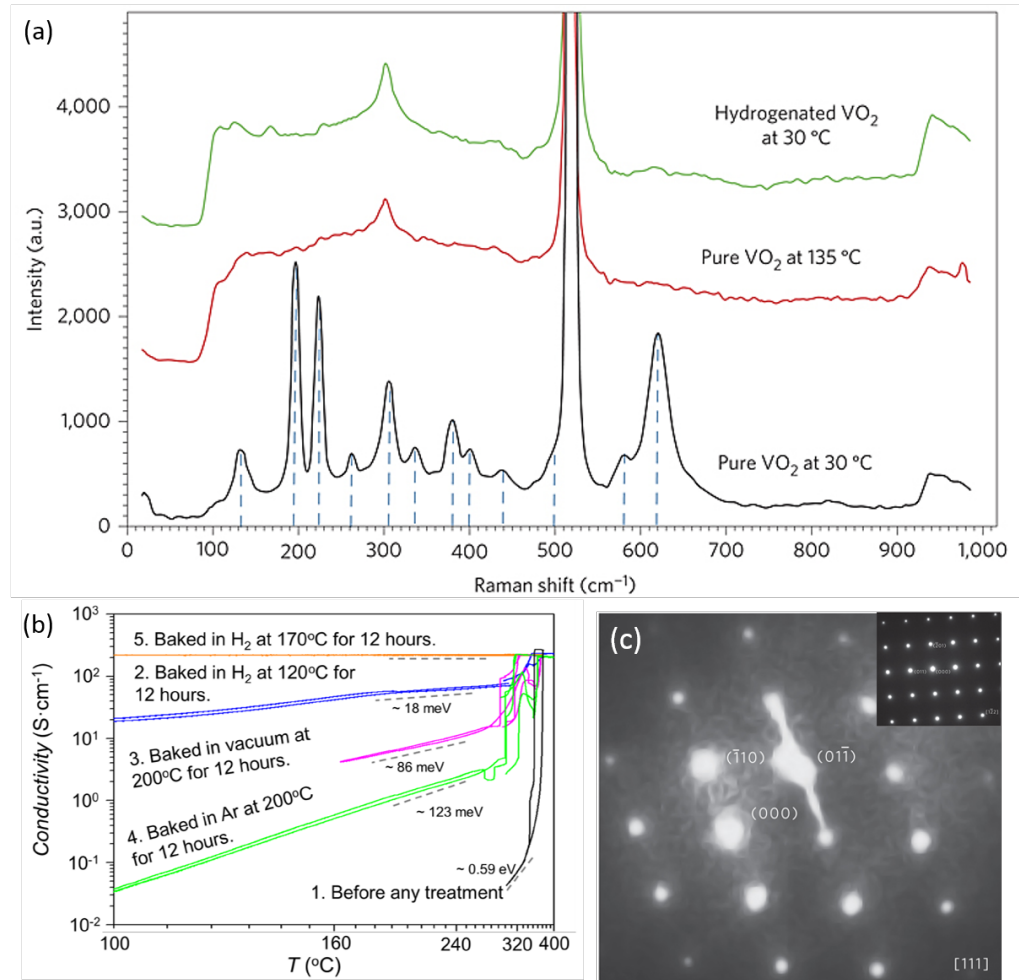 (a)
Intensity (a.u.)
4,000
3,000
2,000
1,000
0
Hydrogenated VO₂
at 30 °C
Pure VO₂ at 135 °C
Pure VO₂ at 30 °C
0 100 200 300 400 500 600 700 800 900 1,000
Raman shift (cm⁻¹)
(b)
Conductivity (S·cm⁻¹)
10³
10²
10¹
10⁰
10⁻¹
10⁻²
5. Baked in H₂ at 170°C for 12 hours.
2. Baked in H₂ at 120°C for
12 hours.
~ 18 meV
3. Baked in vacuum at
200°C for 12 hours.
~ 86 meV
4. Baked in Ar at 200°C
for 12 hours.
~ 123 meV
~ 0.59 eV
1. Before any treatment
100 160 240 320 400
T (°C)
(c)
(1̄10)
(011̄)
(000)
[111]